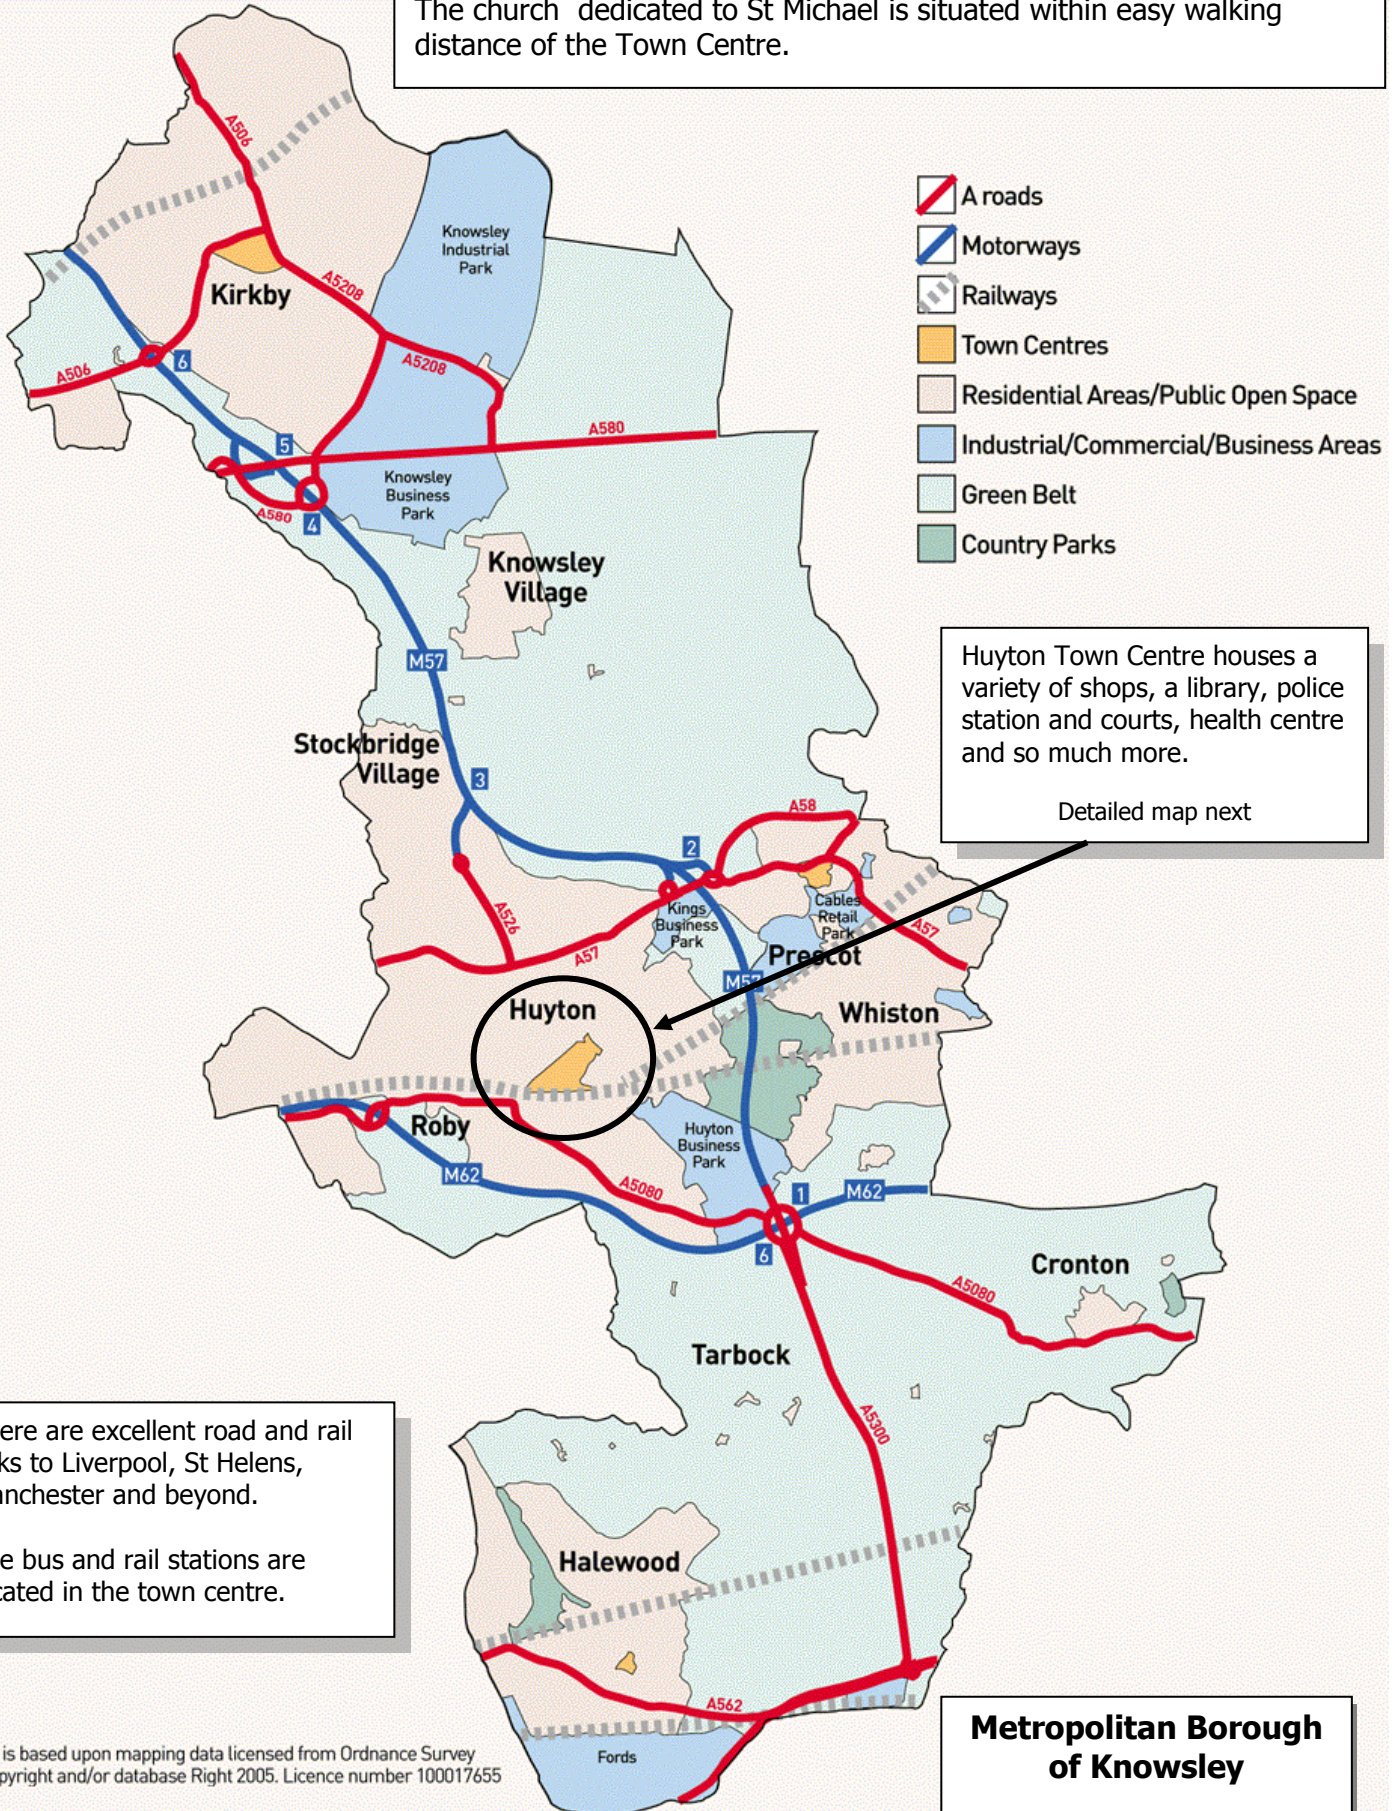 The church  dedicated to St Michael is situated within easy walking
distance of the Town Centre.
A506
Knowsley
Industrial
Park
Kirkby
A5208
A5208
6
A506
5
A580
Knowsley
Business
Park
A580
4
A roads
Motorways
Railways
Town Centres
Residential Areas/Public Open Space
Industrial/Commercial/Business Areas
Green Belt
Country Parks
Knowsley
Village
M57
Huyton Town Centre houses a
variety of shops, a library, police
station and courts, health centre
and so much more.
Detailed map next
Stockbridge
Village
3
A58
2
Kings
Business
Park
Cables
Retail
Park
A526
A57
A57
Prescot
M57
Huyton
Whiston
Roby
Huyton
Business
Park
M62
A5080
1
M62
6
Cronton
A5080
Tarbock
A5300
ere are excellent road and rail
ks to Liverpool, St Helens,
anchester and beyond.
e bus and rail stations are
cated in the town centre.
Halewood
A562
Fords
is based upon mapping data licensed from Ordnance Survey
pyright and/or database Right 2005. Licence number 100017655
Metropolitan Borough
of Knowsley